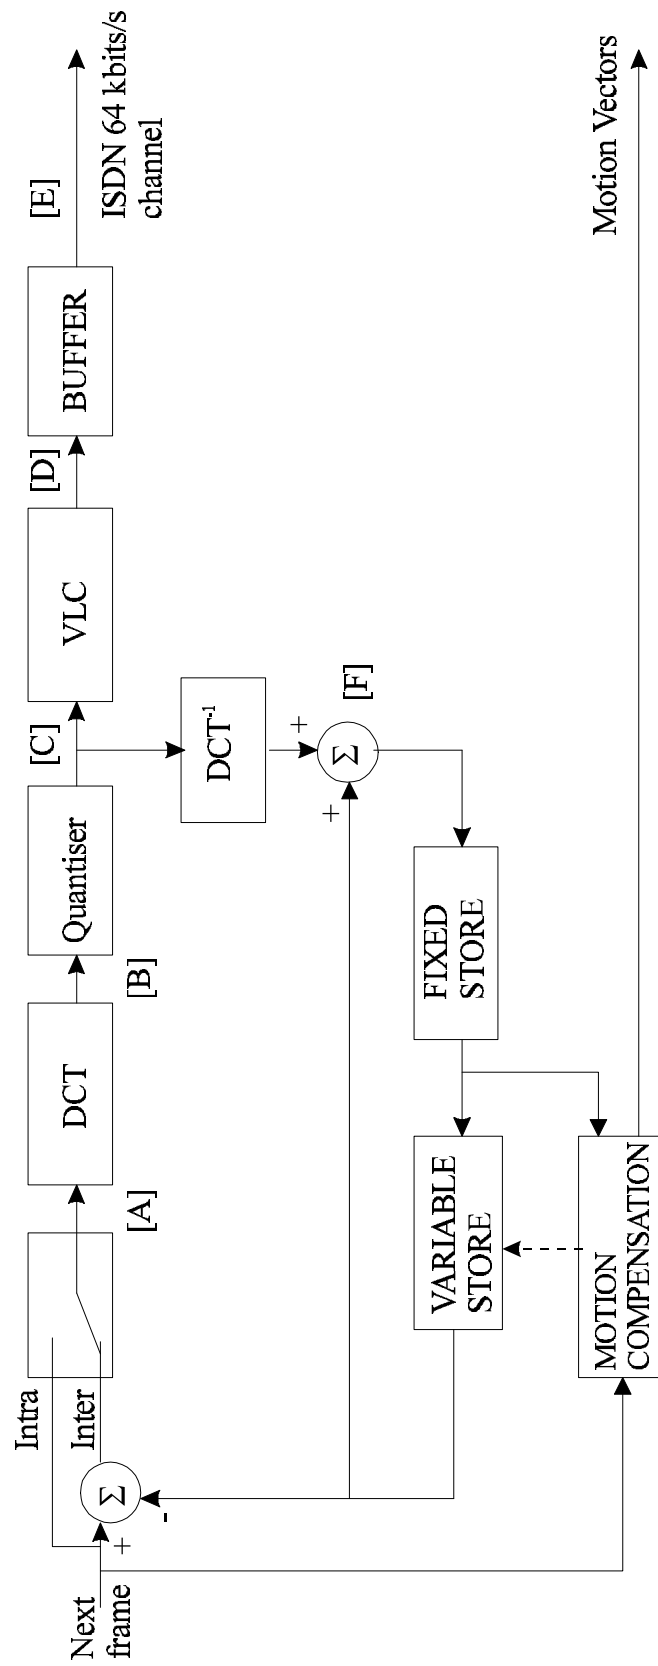 Next
frame
+
-
Σ
Intra
Inter
[A]
DCT
[B]
Quantiser
[C]
VLC
[D]
BUFFER
[E]
ISDN 64 kbits/s
channel
DCT⁻¹
+
+
Σ
[F]
FIXED
STORE
VARIABLE
STORE
MOTION
COMPENSATION
Motion Vectors